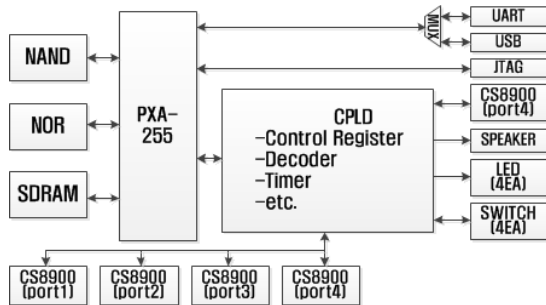 NAND
NOR
SDRAM
PXA-
255
MUX
UART
USB
JTAG
CPLD
-Control Register
-Decoder
-Timer
-etc.
CS8900
(port4)
SPEAKER
LED
(4EA)
SWITCH
(4EA)
CS8900
(port1)
CS8900
(port2)
CS8900
(port3)
CS8900
(port4)